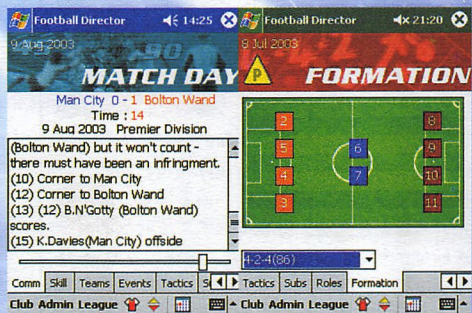 Football Director 14:25
9 Aug 2003
90
MATCH DAY
Man City 0 - 1 Bolton Wand
Time : 14
9 Aug 2003 Premier Division
(Bolton Wand) but it won't count -
there must have been an infringment.
(10) Corner to Man City
(12) Corner to Bolton Wand
(13) (12) B.N'Gotty (Bolton Wand)
scores.
(15) K.Davies(Man City) offside
Comm Skill Teams Events Tactics
Club Admin League
Football Director 21:20
8 Jul 2003
P
FORMATION
2 8
5 6 9
4 7 10
3 11
4-2-4(86)
Tactics Subs Roles Formation
Club Admin League